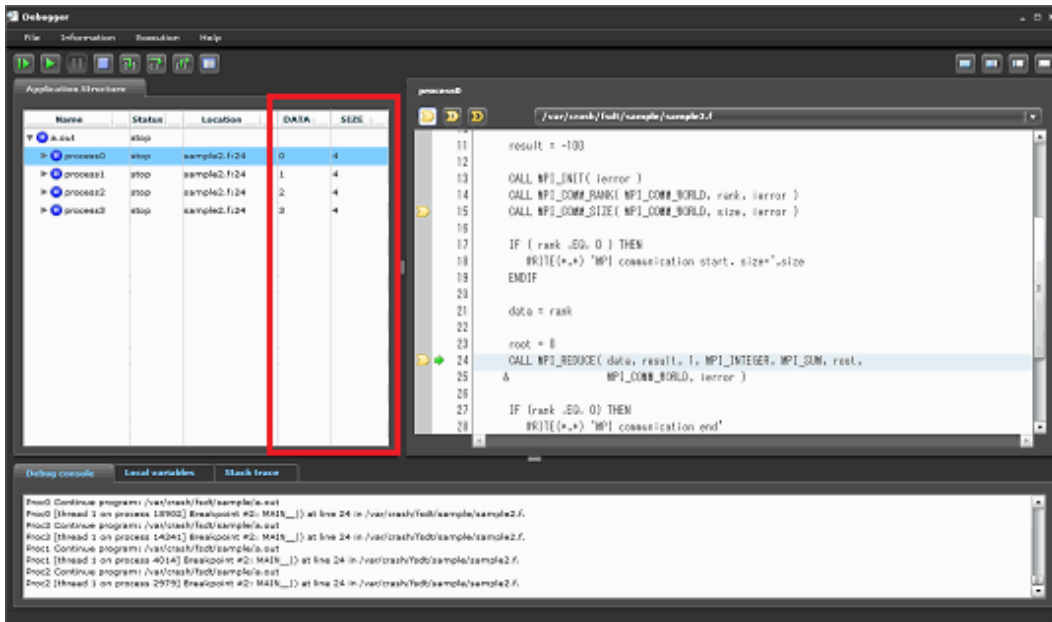 Debugger
File Information Execution Help
Application Structure
Name Status Location DATA SIZE
a.out stop
process0 stop sample2.f:24 0 4
process1 stop sample2.f:24 1 4
process2 stop sample2.f:24 2 4
process3 stop sample2.f:24 3 4
process0
/var/crash/fsdt/sample/sample2.f
11 result = -100
12
13 CALL MPI_INIT( ierror )
14 CALL MPI_COMM_RANK( MPI_COMM_WORLD, rank, ierror )
15 CALL MPI_COMM_SIZE( MPI_COMM_WORLD, size, ierror )
16
17 IF ( rank .EQ. 0 ) THEN
18 WRITE(*,*) 'MPI communication start. size=',size
19 ENDIF
20
21 data = rank
22
23 root = 0
24 CALL MPI_REDUCE( data, result, 1, MPI_INTEGER, MPI_SUM, root,
25 & MPI_COMM_WORLD, ierror )
26
27 IF (rank .EQ. 0) THEN
28 WRITE(*,*) 'MPI communication end'
Debug console Local variables Stack trace
Proc0 Continue program: /var/crash/fsdt/sample/a.out
Proc0 [thread 1 on process 18902] Breakpoint #2: MAIN__() at line 24 in /var/crash/fsdt/sample/sample2.f.
Proc3 Continue program: /var/crash/fsdt/sample/a.out
Proc3 [thread 1 on process 14341] Breakpoint #2: MAIN__() at line 24 in /var/crash/fsdt/sample/sample2.f.
Proc1 Continue program: /var/crash/fsdt/sample/a.out
Proc1 [thread 1 on process 4014] Breakpoint #2: MAIN__() at line 24 in /var/crash/fsdt/sample/sample2.f.
Proc2 Continue program: /var/crash/fsdt/sample/a.out
Proc2 [thread 1 on process 2979] Breakpoint #2: MAIN__() at line 24 in /var/crash/fsdt/sample/sample2.f.